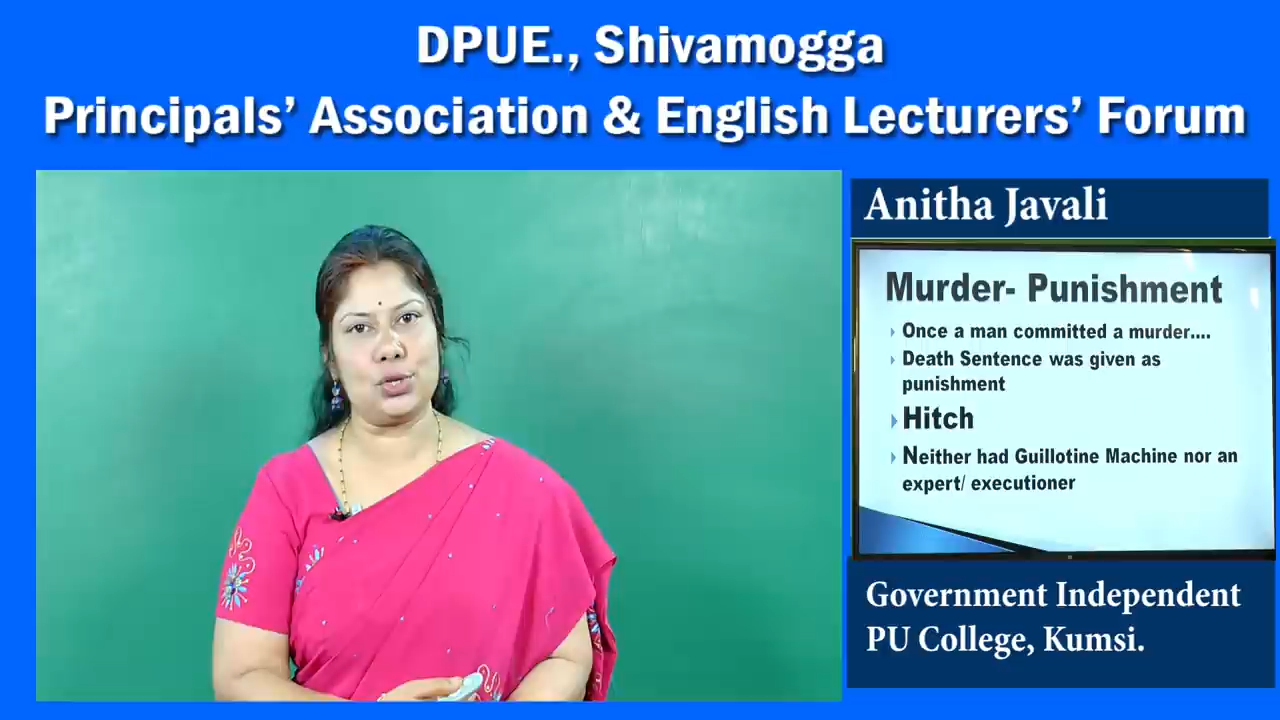 DPUE., Shivamogga
Principals’ Association & English Lecturers’ Forum
Anitha Javali
Murder- Punishment
Once a man committed a murder....
Death Sentence was given as
punishment
Hitch
Neither had Guillotine Machine nor an
expert/ executioner
Government Independent
PU College, Kumsi.